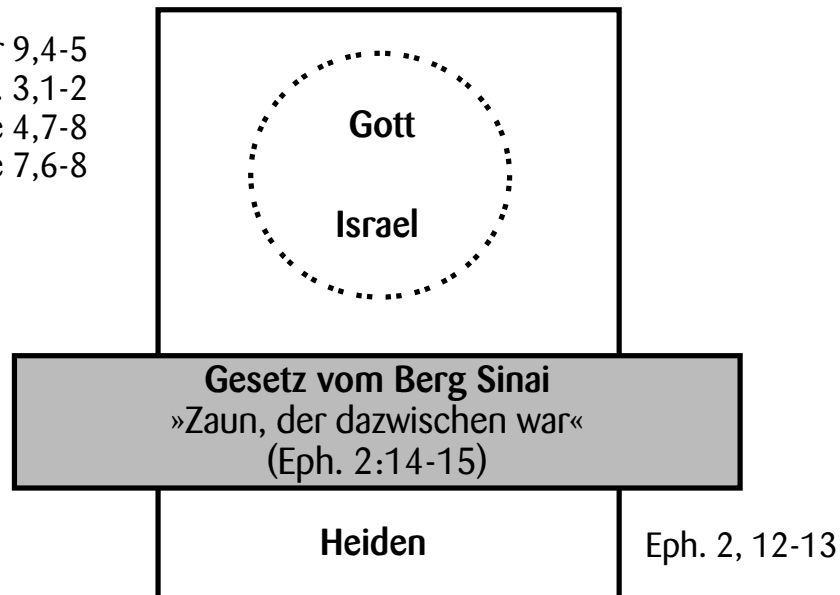 9,4-5
3,1-2
4,7-8
7,6-8
Gott
Israel
Gesetz vom Berg Sinai
»Zaun, der dazwischen war«
(Eph. 2:14-15)
Heiden
Eph. 2, 12-13